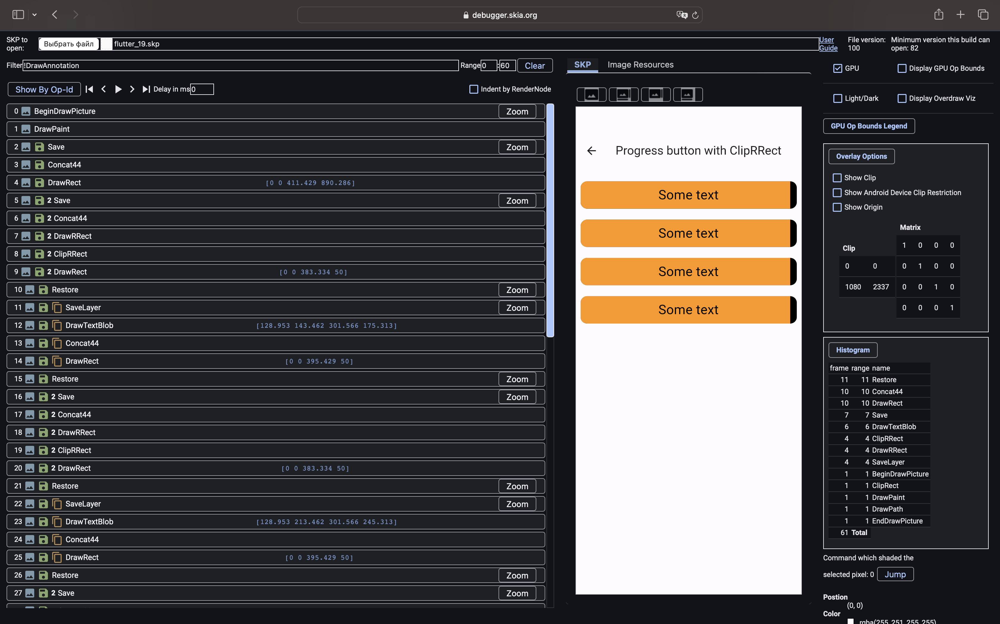 debugger.skia.org
SKP to open:
Выбрать файл flutter_19.skp
User Guide
File version: 100
Minimum version this build can open: 82
Filter !DrawAnnotation Range 0 : 60 Clear
Show By Op-Id Delay in ms 0 Indent by RenderNode
0 BeginDrawPicture Zoom
1 DrawPaint
2 Save Zoom
3 Concat44
4 DrawRect [0 0 411.429 890.286]
5 2 Save Zoom
6 2 Concat44
7 2 DrawRRect
8 2 ClipRRect
9 2 DrawRect [0 0 383.334 50]
10 Restore Zoom
11 SaveLayer Zoom
12 DrawTextBlob [128.953 143.462 301.566 175.313]
13 Concat44
14 DrawRect [0 0 395.429 50]
15 Restore Zoom
16 2 Save Zoom
17 2 Concat44
18 2 DrawRRect
19 2 ClipRRect
20 2 DrawRect [0 0 383.334 50]
21 Restore Zoom
22 SaveLayer Zoom
23 DrawTextBlob [128.953 213.462 301.566 245.313]
24 Concat44
25 DrawRect [0 0 395.429 50]
26 Restore Zoom
27 2 Save Zoom
SKP Image Resources
Progress button with ClipRRect
Some text
Some text
Some text
Some text
GPU Display GPU Op Bounds
Light/Dark Display Overdraw Viz
GPU Op Bounds Legend
Overlay Options
Show Clip
Show Android Device Clip Restriction
Show Origin
Clip
0 0
1080 2337
Matrix
1 0 0 0
0 1 0 0
0 0 1 0
0 0 0 1
Histogram
frame range name
11 11 Restore
10 10 Concat44
10 10 DrawRect
7 7 Save
6 6 DrawTextBlob
4 4 ClipRRect
4 4 DrawRRect
4 4 SaveLayer
1 1 BeginDrawPicture
1 1 ClipRect
1 1 DrawPaint
1 1 DrawPath
1 1 EndDrawPicture
61 Total
Command which shaded the
selected pixel: 0 Jump
Postion
(0, 0)
Color
rgba(255, 251, 255, 255)